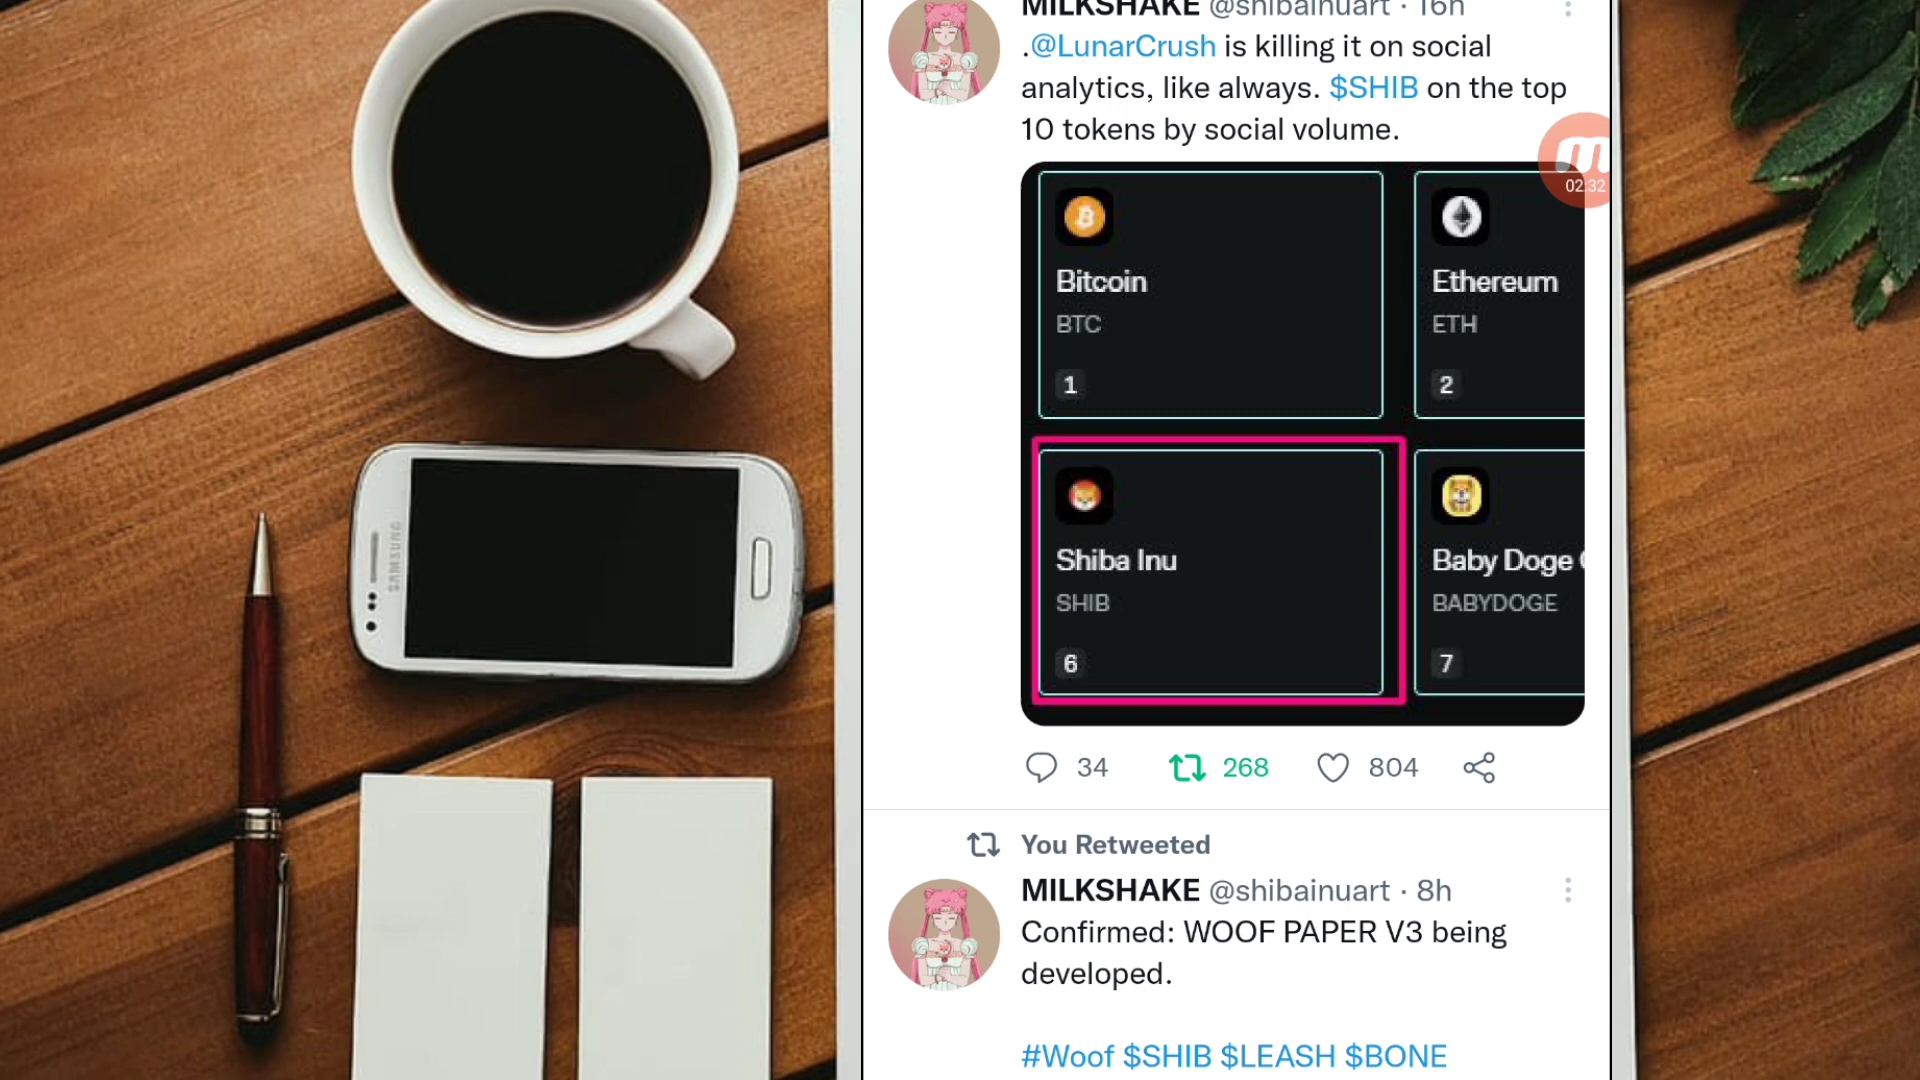 MILKSHAKE @shibainuart · 16h
.@LunarCrush is killing it on social
analytics, like always. $SHIB on the top
10 tokens by social volume.
02:32
Bitcoin
BTC
1
Ethereum
ETH
2
Shiba Inu
SHIB
6
Baby Doge
BABYDOGE
7
34 268 804
You Retweeted
MILKSHAKE @shibainuart · 8h
Confirmed: WOOF PAPER V3 being
developed.
#Woof $SHIB $LEASH $BONE
SAMSUNG